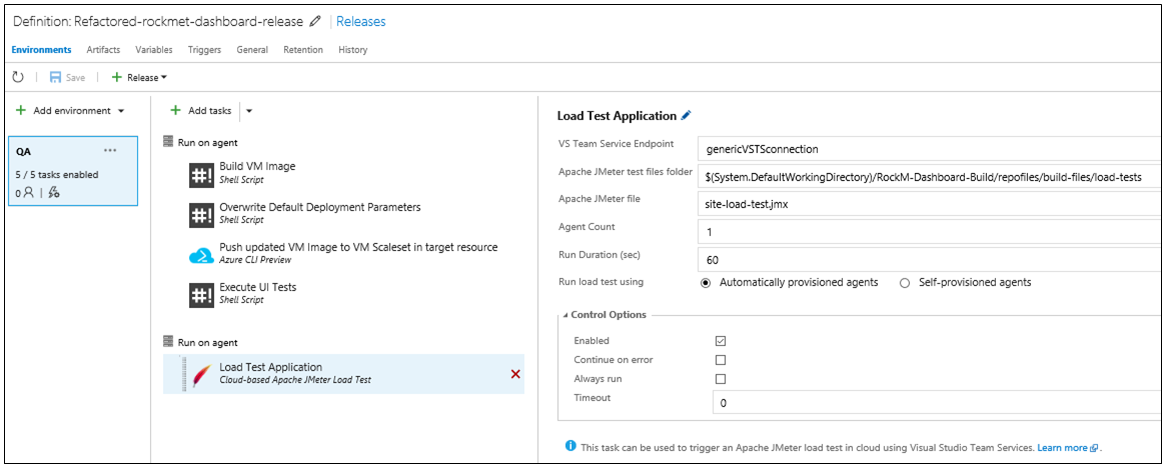 Definition: Refactored-rockmet-dashboard-release Releases
Environments Artifacts Variables Triggers General Retention History
Save Release
Add environment
QA
5 / 5 tasks enabled
0
Add tasks
Run on agent
Build VM Image
Shell Script
Overwrite Default Deployment Parameters
Shell Script
Push updated VM Image to VM Scaleset in target resource
Azure CLI Preview
Execute UI Tests
Shell Script
Run on agent
Load Test Application
Cloud-based Apache JMeter Load Test
Load Test Application
VS Team Service Endpoint genericVSTSconnection
Apache JMeter test files folder $(System.DefaultWorkingDirectory)/RockM-Dashboard-Build/repofiles/build-files/load-tests
Apache JMeter file site-load-test.jmx
Agent Count 1
Run Duration (sec) 60
Run load test using Automatically provisioned agents Self-provisioned agents
Control Options
Enabled
Continue on error
Always run
Timeout 0
This task can be used to trigger an Apache JMeter load test in cloud using Visual Studio Team Services. Learn more .